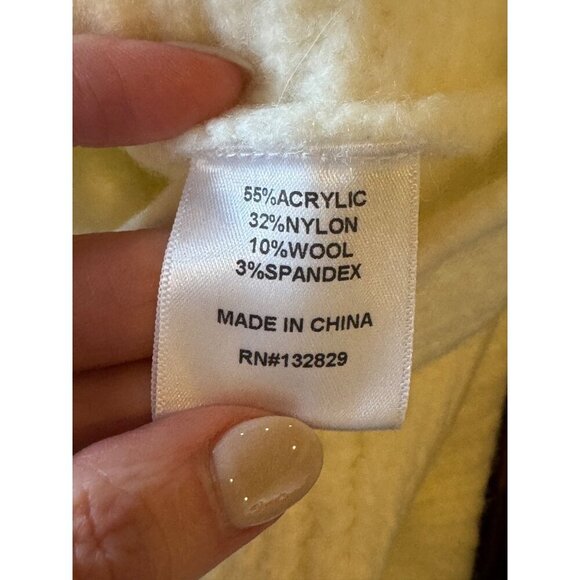 55%ACRYLIC
32%NYLON
10%WOOL
3%SPANDEX
MADE IN CHINA
RN#132829